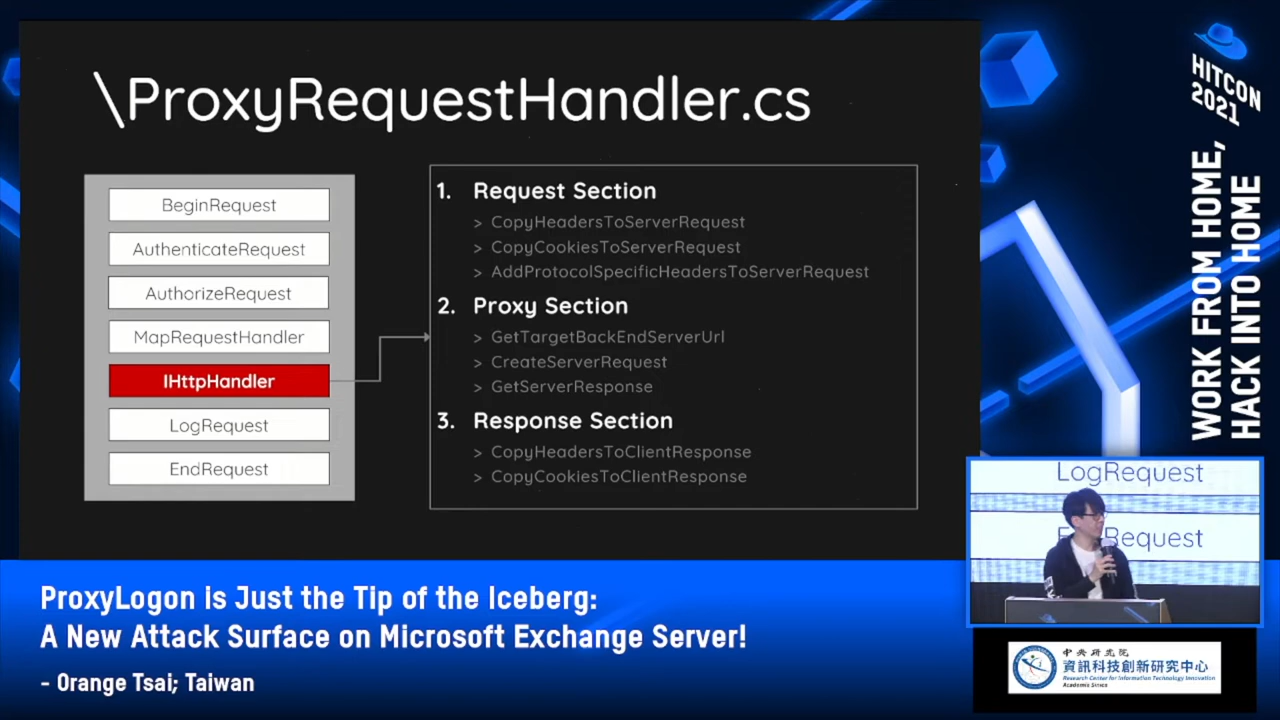 \ProxyRequestHandler.cs
BeginRequest
AuthenticateRequest
AuthorizeRequest
MapRequestHandler
IHttpHandler
LogRequest
EndRequest
1. Request Section
> CopyHeadersToServerRequest
> CopyCookiesToServerRequest
> AddProtocolSpecificHeadersToServerRequest
2. Proxy Section
> GetTargetBackEndServerUrl
> CreateServerRequest
> GetServerResponse
3. Response Section
> CopyHeadersToClientResponse
> CopyCookiesToClientResponse
HITCON
2021
WORK FROM HOME,
HACK INTO HOME
LogRequest
Request
ProxyLogon is Just the Tip of the Iceberg:
A New Attack Surface on Microsoft Exchange Server!
- Orange Tsai; Taiwan
中央研究院
資訊科技創新研究中心
Research Center for Information Technology Innovation
Academia Sinica